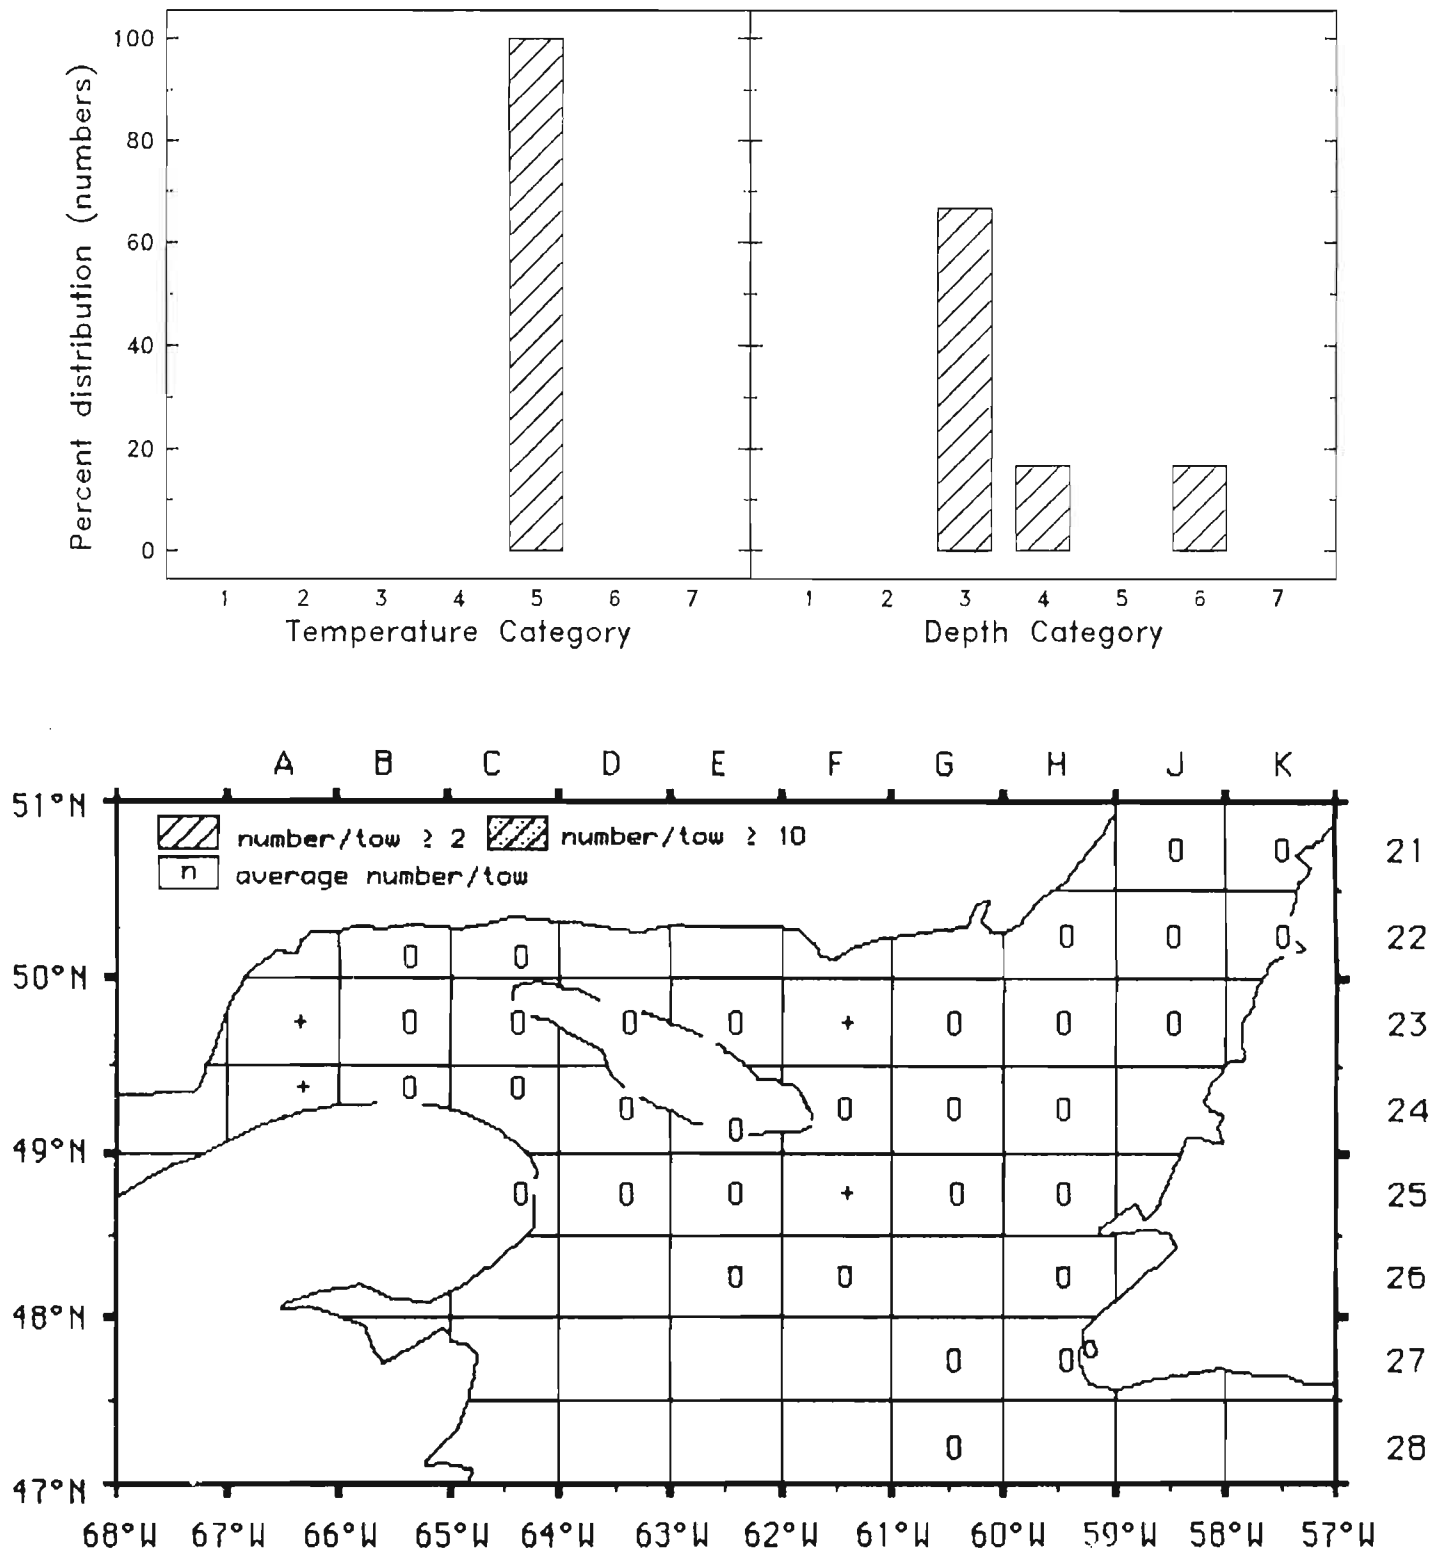 Percent distribution (numbers)
100
80
60
40
20
0
1 2 3 4 5 6 7
1 2 3 4 5 6 7
Temperature Category
Depth Category
A B C D E F G H J K
51°N
number/tow ≥ 2
number/tow ≥ 10
n average number/tow
0 0 21
0 0 0 22
0 0
50°N
+ 0 0 0 0 + 0 0 0 23
+ 0 0
0 0 0 0 24
0
49°N
0 0 0 + 0 0 25
0 0 0 26
48°N
0 0 27
0 28
47°N
68°W 67°W 66°W 65°W 64°W 63°W 62°W 61°W 60°W 59°W 58°W 57°W